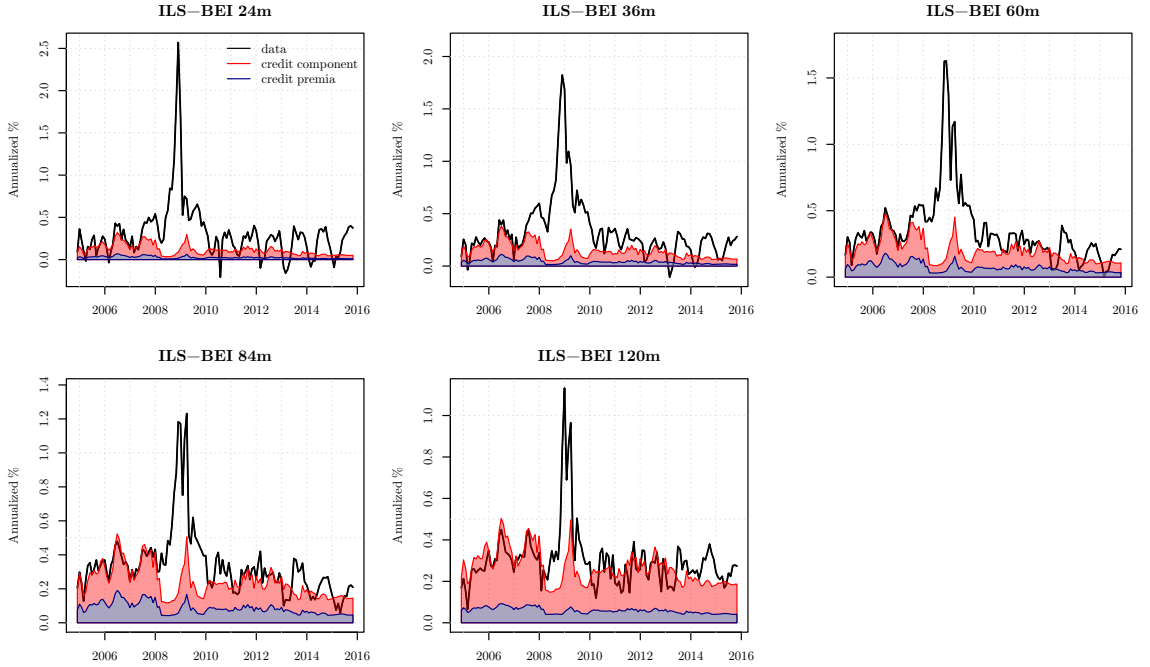 ILS−BEI 24m
Annualized %
2.5
2.0
1.5
1.0
0.5
0.0
data
credit component
credit premia
2006 2008 2010 2012 2014 2016
ILS−BEI 36m
Annualized %
2.0
1.5
1.0
0.5
0.0
2006 2008 2010 2012 2014 2016
ILS−BEI 60m
Annualized %
1.5
1.0
0.5
0.0
2006 2008 2010 2012 2014 2016
ILS−BEI 84m
Annualized %
1.4
1.2
1.0
0.8
0.6
0.4
0.2
0.0
2006 2008 2010 2012 2014 2016
ILS−BEI 120m
Annualized %
1.0
0.8
0.6
0.4
0.2
0.0
2006 2008 2010 2012 2014 2016